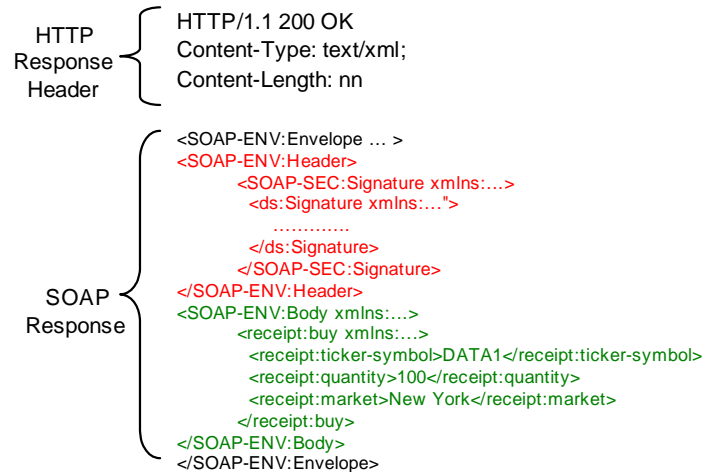 HTTP
Response
Header
HTTP/1.1 200 OK
Content-Type: text/xml;
Content-Length: nn
SOAP
Response
<SOAP-ENV:Envelope … >
<SOAP-ENV:Header>
<SOAP-SEC:Signature xmlns:…>
<ds:Signature xmlns:…">
………….
</ds:Signature>
</SOAP-SEC:Signature>
</SOAP-ENV:Header>
<SOAP-ENV:Body xmlns:…>
<receipt:buy xmlns:…>
<receipt:ticker-symbol>DATA1</receipt:ticker-symbol>
<receipt:quantity>100</receipt:quantity>
<receipt:market>New York</receipt:market>
</receipt:buy>
</SOAP-ENV:Body>
</SOAP-ENV:Envelope>